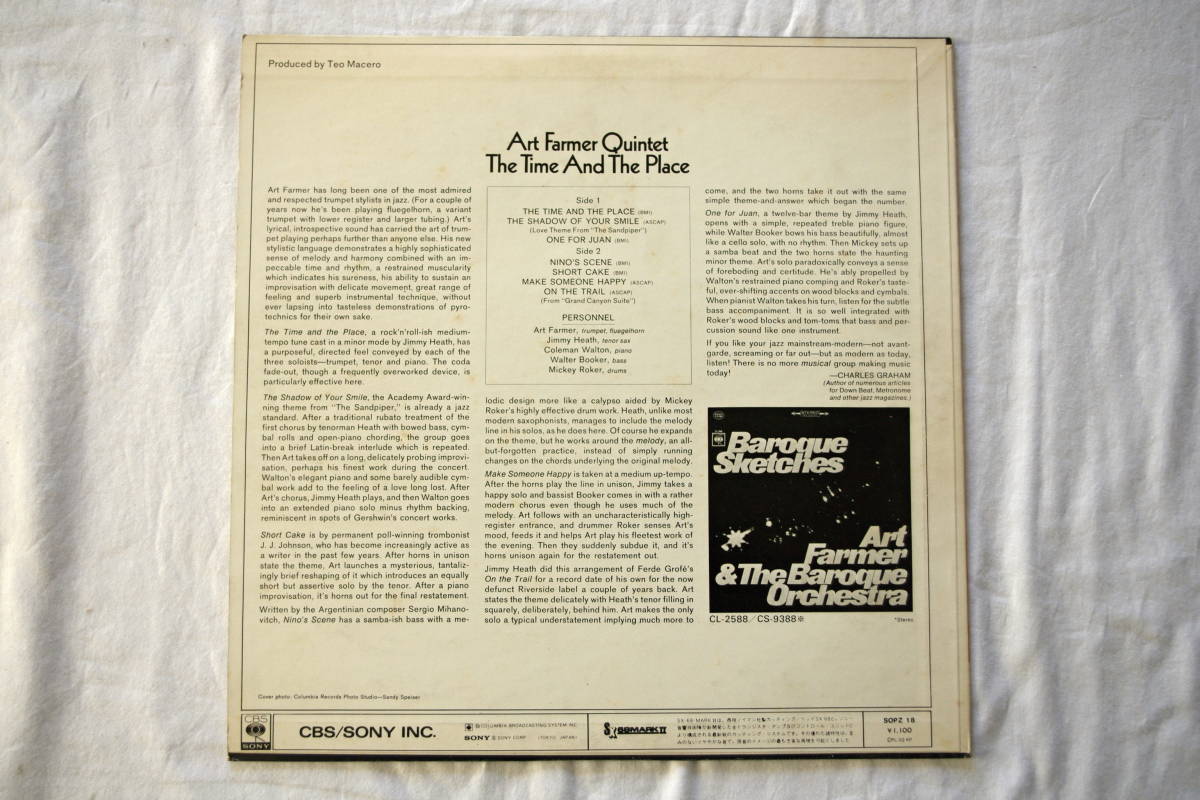 Produced by Teo Macero
Art Farmer Quintet
The Time And The Place
Art Farmer has long been one of the most admired
and respected trumpet stylists in jazz. (For a couple of
years now he's been playing fluegelhorn, a variant
trumpet with lower register and larger tubing.) Art's
lyrical, introspective sound has carried the art of trum-
pet playing perhaps further than anyone else. His new
stylistic language demonstrates a highly sophisticated
sense of melody and harmony combined with an im-
peccable time and rhythm, a restrained muscularity
which indicates his sureness, his ability to sustain an
improvisation with delicate movement, great range of
feeling and superb instrumental technique, without
ever lapsing into tasteless demonstrations of pyro-
technics for their own sake.
The Time and the Place, a rock'n'roll-ish medium-
tempo tune cast in a minor mode by Jimmy Heath, has
a purposeful, directed feel conveyed by each of the
three soloists—trumpet, tenor and piano. The coda
fade-out, though a frequently overworked device, is
particularly effective here.
The Shadow of Your Smile, the Academy Award-win-
ning theme from "The Sandpiper," is already a jazz
standard. After a traditional rubato treatment of the
first chorus by tenorman Heath with bowed bass, cym-
bal rolls and open-piano chording, the group goes
into a brief Latin-break interlude which is repeated.
Then Art takes off on a long, delicately probing improvi-
sation, perhaps his finest work during the concert.
Walton's elegant piano and some barely audible cym-
bal work add to the feeling of a love long lost. After
Art's chorus, Jimmy Heath plays, and then Walton goes
into an extended piano solo minus rhythm backing,
reminiscent in spots of Gershwin's concert works.
Short Cake is by permanent poll-winning trombonist
J. J. Johnson, who has become increasingly active as
a writer in the past few years. After horns in unison
state the theme, Art launches a mysterious, tantaliz-
ingly brief reshaping of it which introduces an equally
short but assertive solo by the tenor. After a piano
improvisation, it's horns out for the final restatement.
Written by the Argentinian composer Sergio Mihano-
vitch, Nino's Scene has a samba-ish bass with a me-
Side 1
THE TIME AND THE PLACE (BMI)
THE SHADOW OF YOUR SMILE (ASCAP)
(Love Theme From "The Sandpiper")
ONE FOR JUAN (BMI)
Side 2
NINO'S SCENE (BMI)
SHORT CAKE (BMI)
MAKE SOMEONE HAPPY (ASCAP)
ON THE TRAIL (ASCAP)
(From "Grand Canyon Suite")
PERSONNEL
Art Farmer, trumpet, fluegelhorn
Jimmy Heath, tenor sax
Coleman Walton, piano
Walter Booker, bass
Mickey Roker, drums
lodic design more like a calypso aided by Mickey
Roker's highly effective drum work. Heath, unlike most
modern saxophonists, manages to include the melody
line in his solos, as he does here. Of course he expands
on the theme, but he works around the melody, an all-
but-forgotten practice, instead of simply running
changes on the chords underlying the original melody.
Make Someone Happy is taken at a medium up-tempo.
After the horns play the line in unison, Jimmy takes a
happy solo and bassist Booker comes in with a rather
modern chorus even though he uses much of the
melody. Art follows with an uncharacteristically high-
register entrance, and drummer Roker senses Art's
mood, feeds it and helps Art play his fleetest work of
the evening. Then they suddenly subdue it, and it's
horns unison again for the restatement out.
Jimmy Heath did this arrangement of Ferde Grofé's
On the Trail for a record date of his own for the now
defunct Riverside label a couple of years back. Art
states the theme delicately with Heath's tenor filling in
squarely, deliberately, behind him. Art makes the only
solo a typical understatement implying much more to
come, and the two horns take it out with the same
simple theme-and-answer which began the number.
One for Juan, a twelve-bar theme by Jimmy Heath,
opens with a simple, repeated treble piano figure,
while Walter Booker bows his bass beautifully, almost
like a cello solo, with no rhythm. Then Mickey sets up
a samba beat and the two horns state the haunting
minor theme. Art's solo paradoxically conveys a sense
of foreboding and certitude. He's ably propelled by
Walton's restrained piano comping and Roker's taste-
ful, ever-shifting accents on wood blocks and cymbals.
When pianist Walton takes his turn, listen for the subtle
bass accompaniment. It is so well integrated with
Roker's wood blocks and tom-toms that bass and per-
cussion sound like one instrument.
If you like your jazz mainstream-modern—not avant-
garde, screaming or far out—but as modern as today,
listen! There is no more musical group making music
today!
—CHARLES GRAHAM
(Author of numerous articles
for Down Beat, Metronome
and other jazz magazines.)
STEREO
Baroque
Sketches
Art
Farmer
& The Baroque
Orchestra
CL-2588/CS-9388※
*Stereo
Cover photo: Columbia Records Photo Studio—Sandy Speiser
CBS
SONY
CBS/SONY INC.
© COLUMBIA BROADCASTING SYSTEM INC
SONY ® SONY CORP. (TOKYO JAPAN)
SX-68 MARK II
SOPZ 18
¥1,100